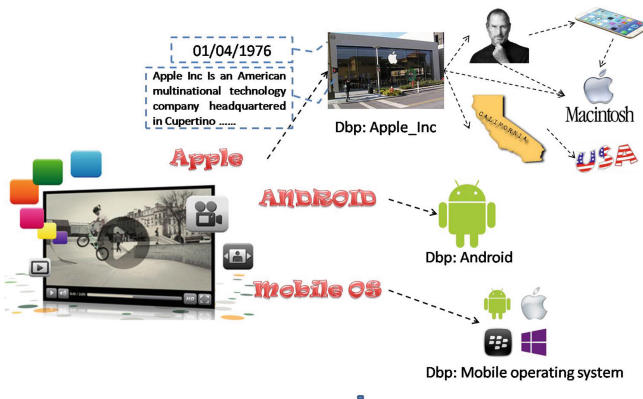 01/04/1976
Apple Inc Is an American
multinational technology
company headquartered
in Cupertino ......
Dbp: Apple_Inc
CALIFORNIA
Macintosh
USA
Apple
ANDROID
Dbp: Android
Mobile OS
HD
Dbp: Mobile operating system